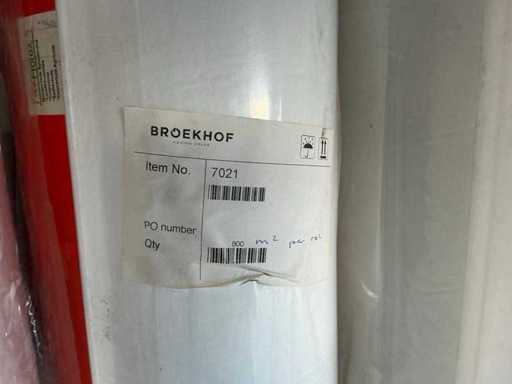 BROEKHOF
Item No. 7021
PO number
Qty 800 m² per rol